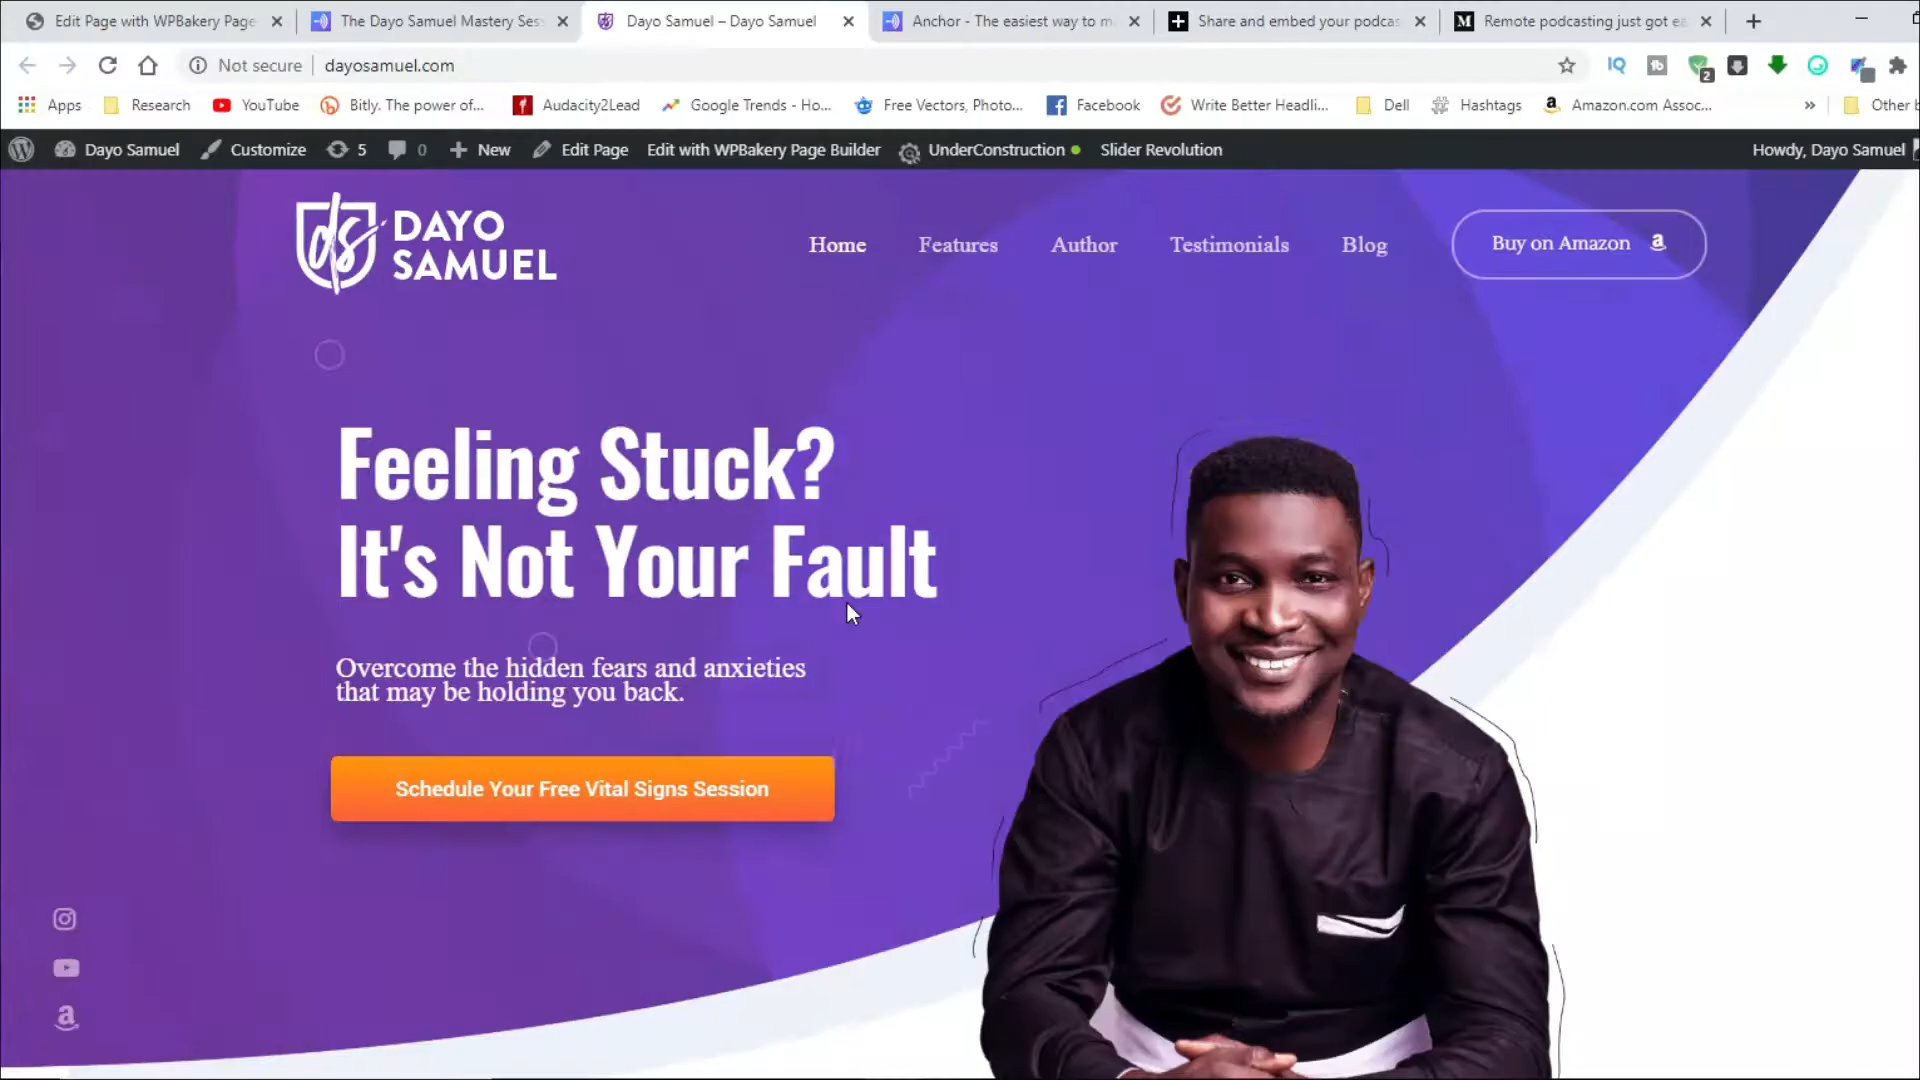 Edit Page with WPBakery Page
The Dayo Samuel Mastery Ses
Dayo Samuel – Dayo Samuel
Anchor - The easiest way to m
Share and embed your podcas
Remote podcasting just got ea
Not secure
dayosamuel.com
IQ
2
Apps
Research
YouTube
Bitly. The power of...
Audacity2Lead
Google Trends - Ho...
Free Vectors, Photo...
Facebook
Write Better Headli...
Dell
Hashtags
Amazon.com Assoc...
»
Other b
Dayo Samuel
Customize
5
0
New
Edit Page
Edit with WPBakery Page Builder
UnderConstruction
Slider Revolution
Howdy, Dayo Samuel
ds
DAYO
SAMUEL
Home
Features
Author
Testimonials
Blog
Buy on Amazon
Feeling Stuck?
It's Not Your Fault
Overcome the hidden fears and anxieties
that may be holding you back.
Schedule Your Free Vital Signs Session